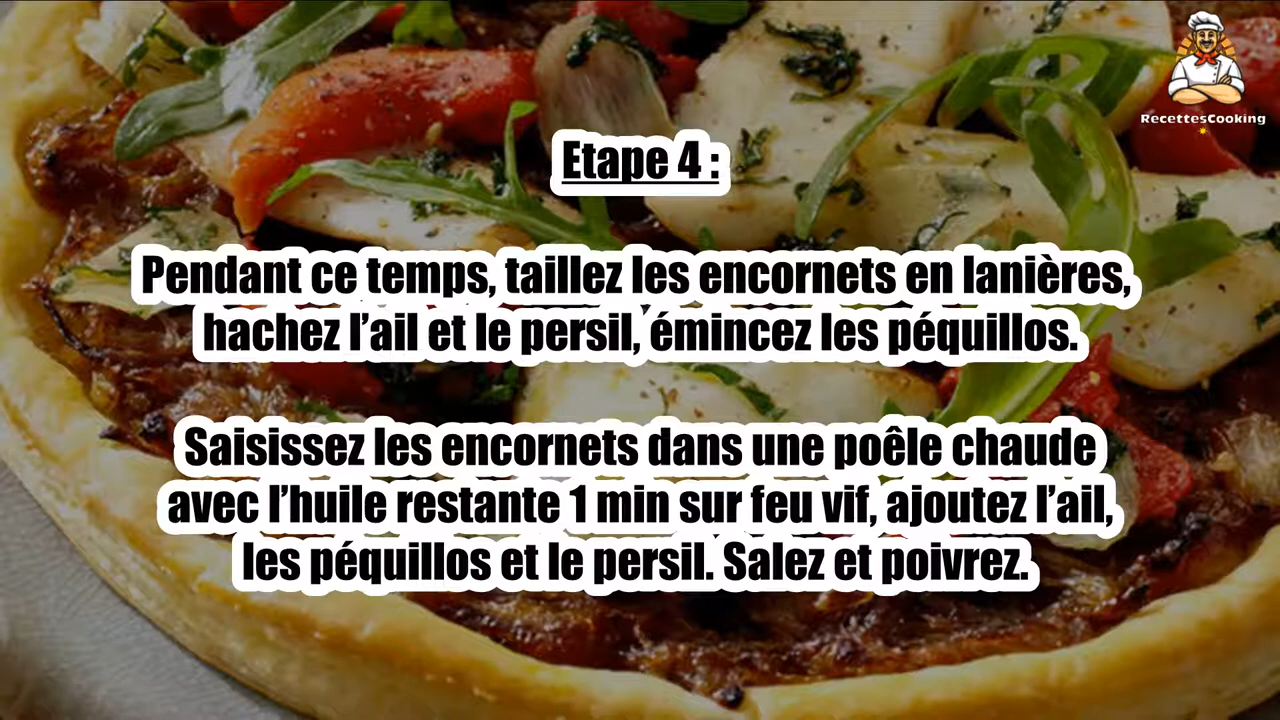 RecettesCooking
Etape 4 :
Pendant ce temps, taillez les encornets en lanières,
hachez l’ail et le persil, émincez les péquillos.
Saisissez les encornets dans une poêle chaude
avec l’huile restante 1 min sur feu vif, ajoutez l’ail,
les péquillos et le persil. Salez et poivrez.